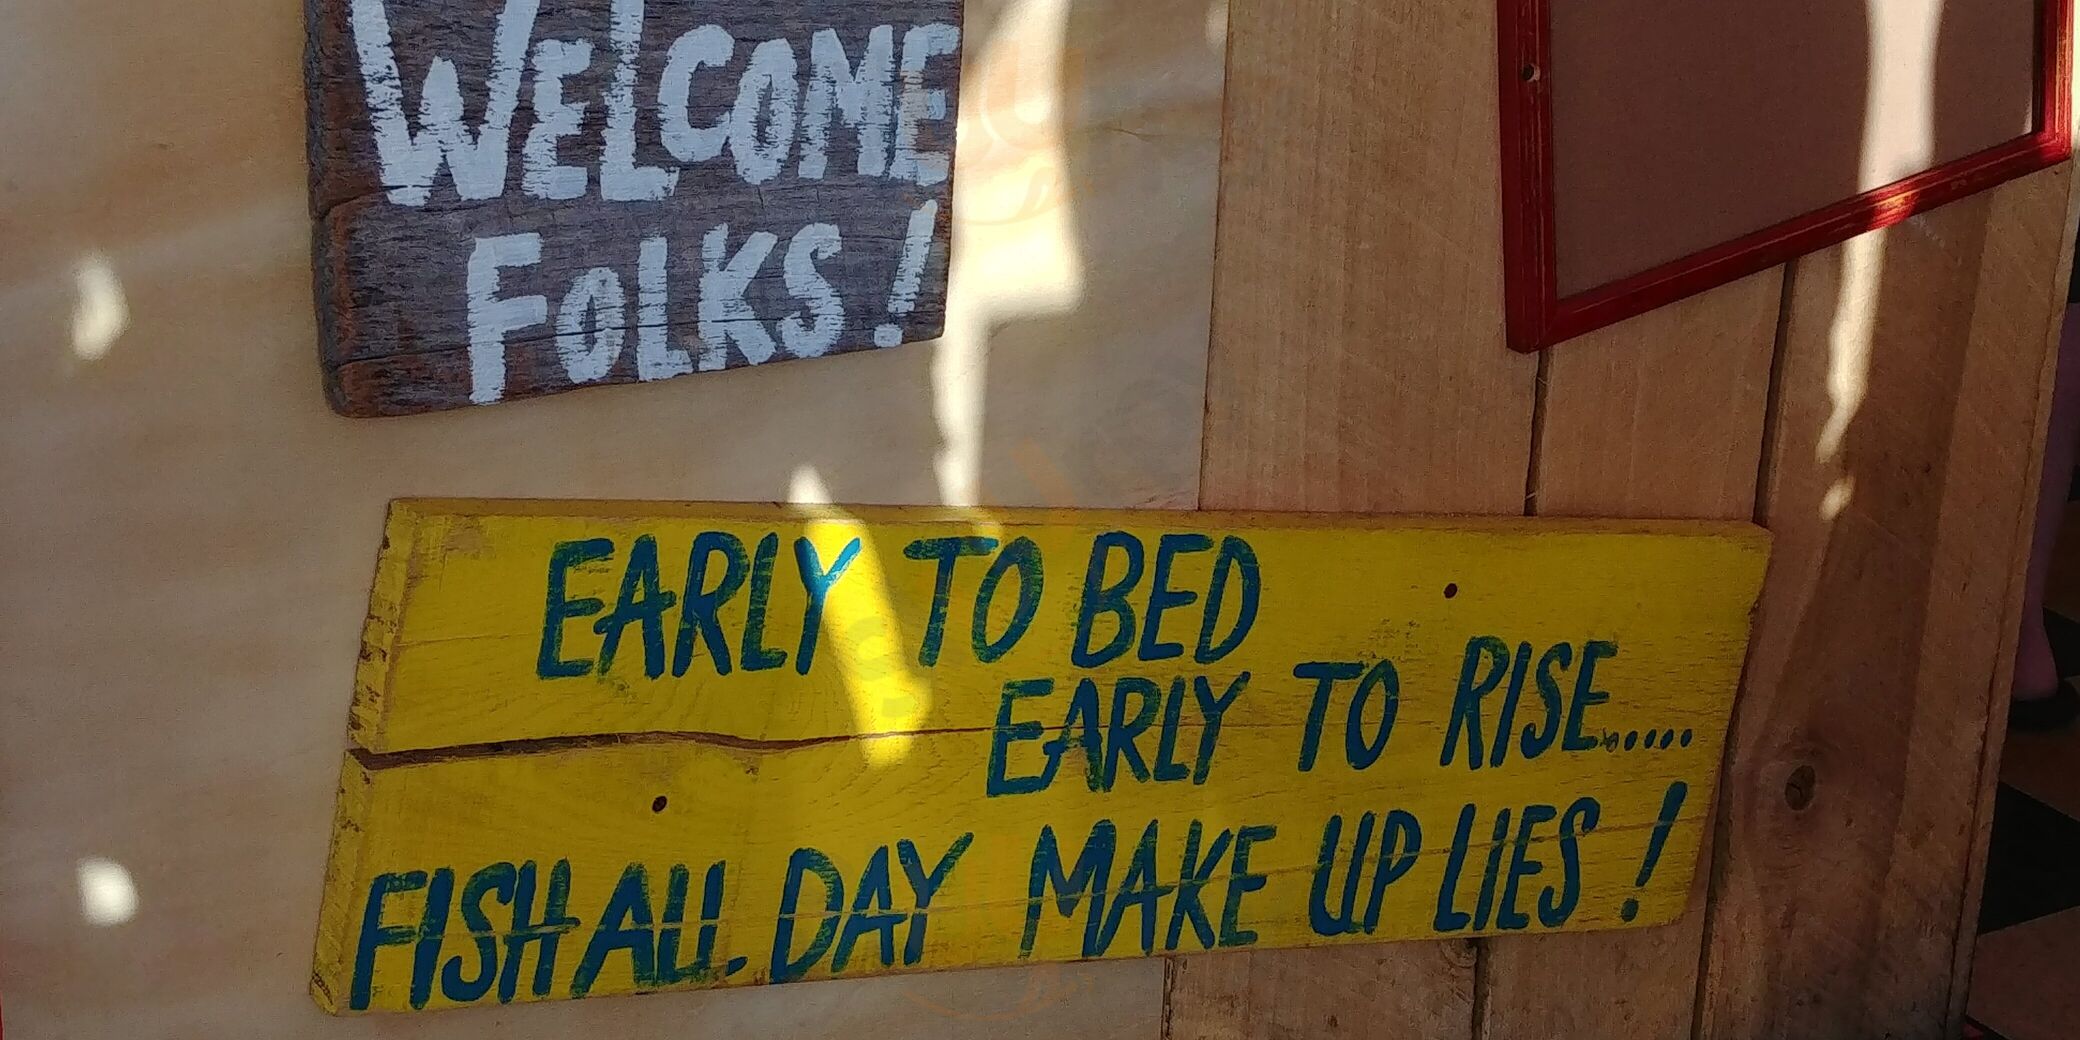 WELCOME
FOLKS!
EARLY TO BED
EARLY TO RISE.....
FISH ALL DAY MAKE UP LIES!